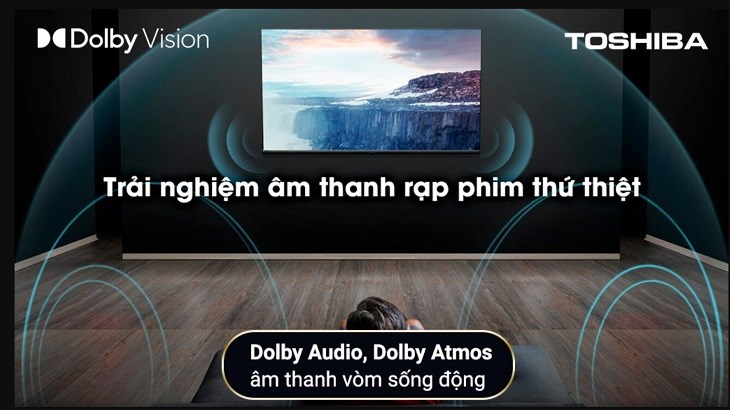 Dolby Vision
TOSHIBA
Trải nghiệm âm thanh rạp phim thứ thiệt
Dolby Audio, Dolby Atmos
âm thanh vòm sống động